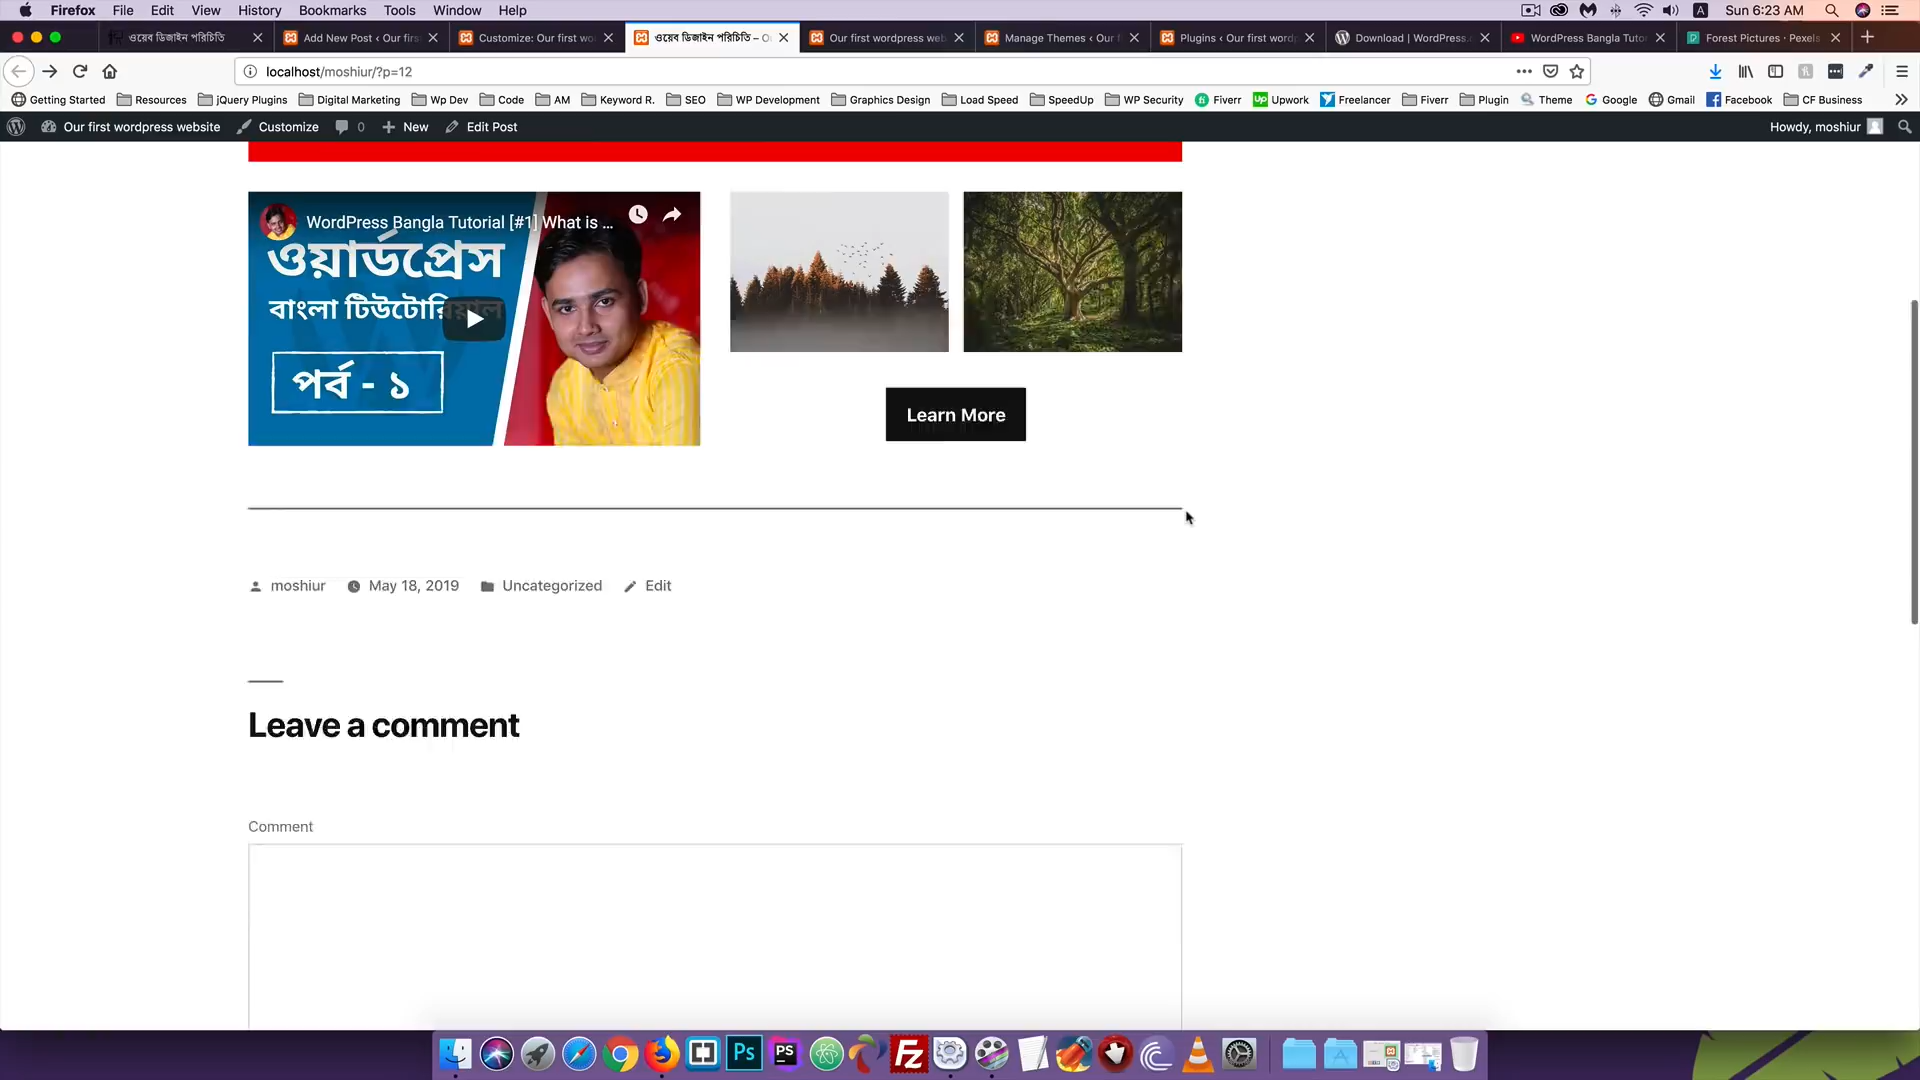 Firefox File Edit View History Bookmarks Tools Window Help Sun 6:23 AM
ওয়েব ডিজাইন পরিচিতি Add New Post ‹ Our firs Customize: Our first wo ওয়েব ডিজাইন পরিচিতি – O Our first wordpress web Manage Themes ‹ Our f Plugins ‹ Our first wordp Download | WordPress. WordPress Bangla Tutor Forest Pictures · Pexels
localhost/moshiur/?p=12
Getting Started Resources jQuery Plugins Digital Marketing Wp Dev Code AM Keyword R. SEO WP Development Graphics Design Load Speed SpeedUp WP Security Fiverr Upwork Freelancer Fiverr Plugin Theme Google Gmail Facebook CF Business
Our first wordpress website Customize 0 New Edit Post Howdy, moshiur
WordPress Bangla Tutorial [#1] What is ...
ওয়ার্ডপ্রেস
বাংলা টিউটোরিয়াল
পর্ব - ১
Learn More
moshiur May 18, 2019 Uncategorized Edit
Leave a comment
Comment
Ps PS FZ